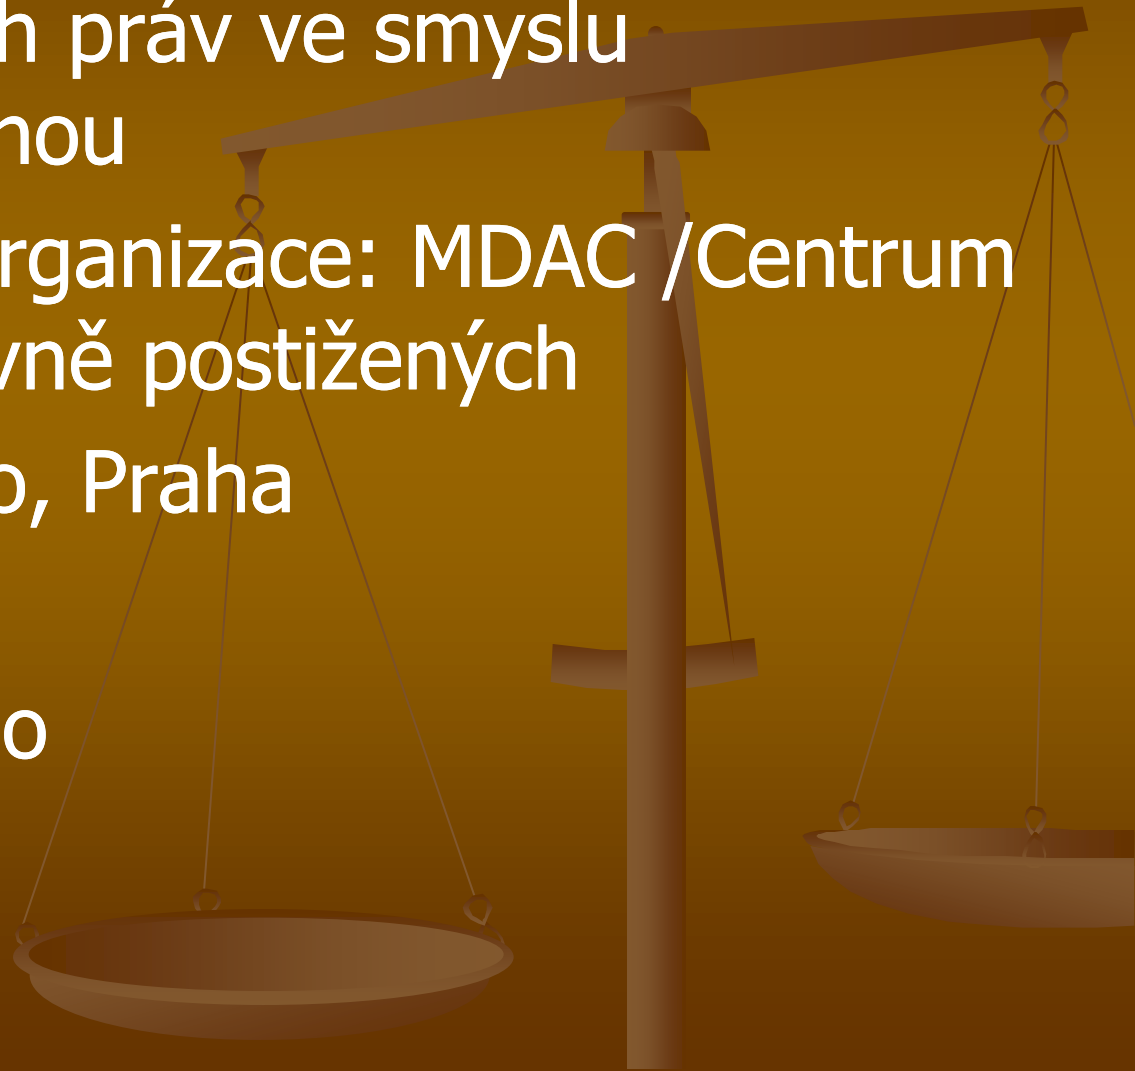 h práv ve smyslu
nou
rganizace: MDAC /Centrum
vně postižených
o, Praha
o